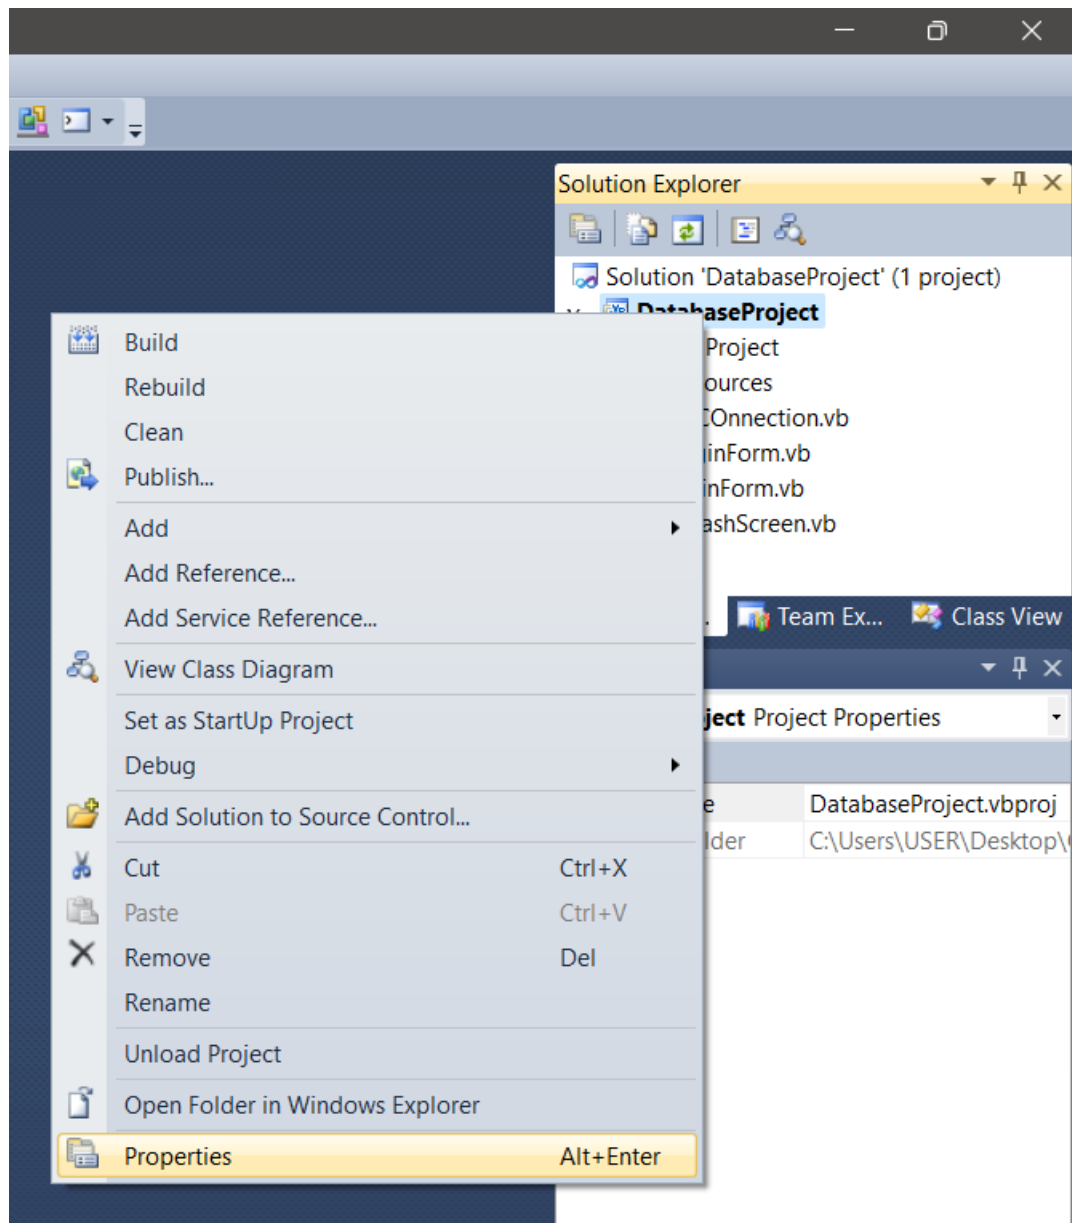 Solution Explorer
Solution 'DatabaseProject' (1 project)
DatabaseProject
Project
ources
COnnection.vb
inForm.vb
inForm.vb
ashScreen.vb
Team Ex...
Class View
ject Project Properties
e DatabaseProject.vbproj
lder C:\Users\USER\Desktop\
Build
Rebuild
Clean
Publish...
Add
Add Reference...
Add Service Reference...
View Class Diagram
Set as StartUp Project
Debug
Add Solution to Source Control...
Cut Ctrl+X
Paste Ctrl+V
Remove Del
Rename
Unload Project
Open Folder in Windows Explorer
Properties Alt+Enter